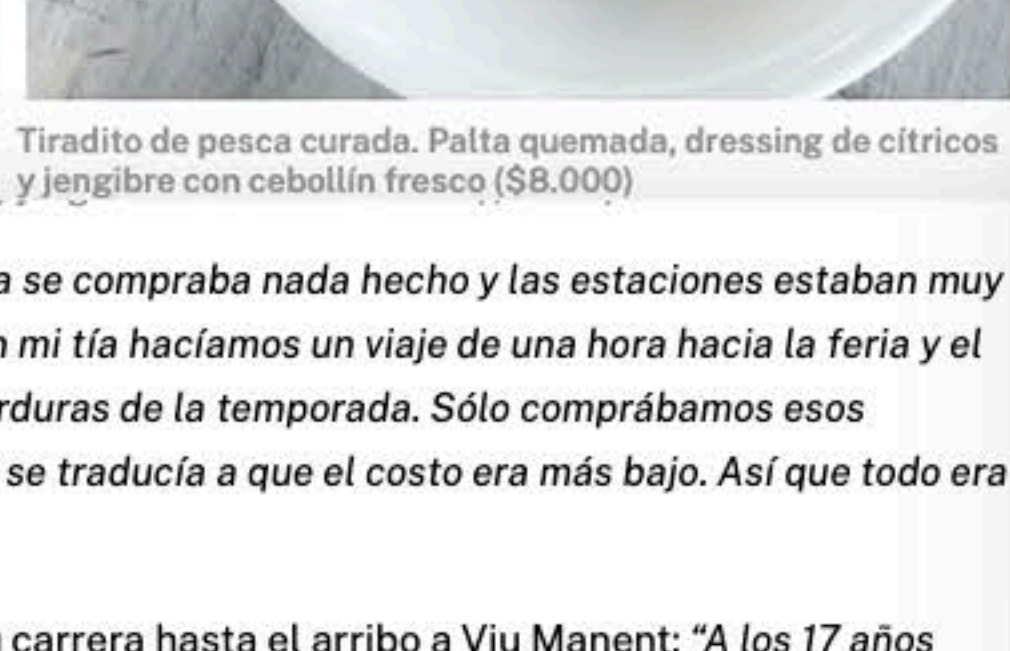 Tiradito de pesca curada. Palta quemada, dressing de cítricos
y jengibre con cebollín fresco ($8.000)
se compraba nada hecho y las estaciones estaban muy
mi tía hacíamos un viaje de una hora hacia la feria y el
de la temporada. Sólo comprábamos esos
se traducía a que el costo era más bajo. Así que todo era
carrera hasta el arribo a Viu Manent: “A los 17 años